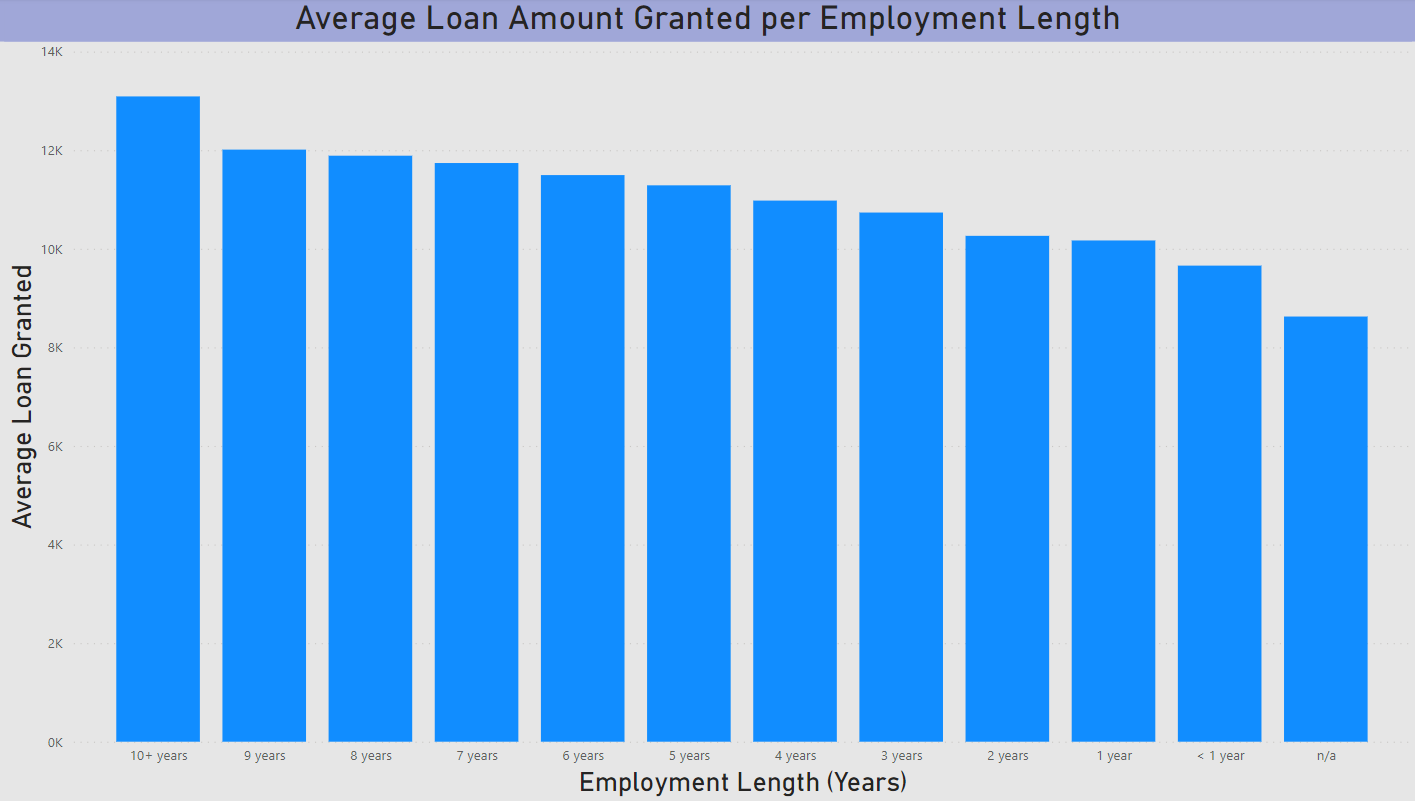 Average Loan Amount Granted per Employment Length
14K
12K
10K
8K
6K
4K
2K
0K
Average Loan Granted
10+ years 9 years 8 years 7 years 6 years 5 years 4 years 3 years 2 years 1 year < 1 year n/a
Employment Length (Years)